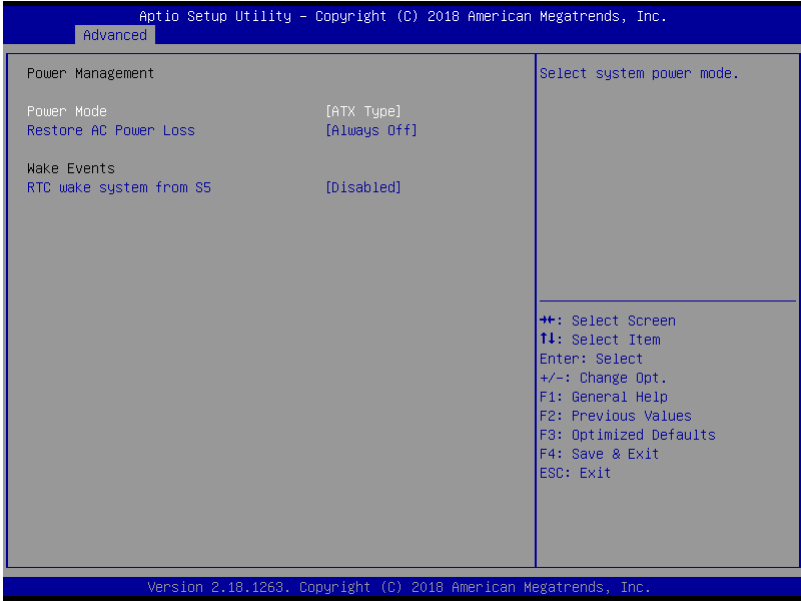 Aptio Setup Utility – Copyright (C) 2018 American Megatrends, Inc.
Advanced
Power Management
Power Mode [ATX Type]
Restore AC Power Loss [Always Off]
Wake Events
RTC wake system from S5 [Disabled]
Select system power mode.
→←: Select Screen
↑↓: Select Item
Enter: Select
+/-: Change Opt.
F1: General Help
F2: Previous Values
F3: Optimized Defaults
F4: Save & Exit
ESC: Exit
Version 2.18.1263. Copyright (C) 2018 American Megatrends, Inc.